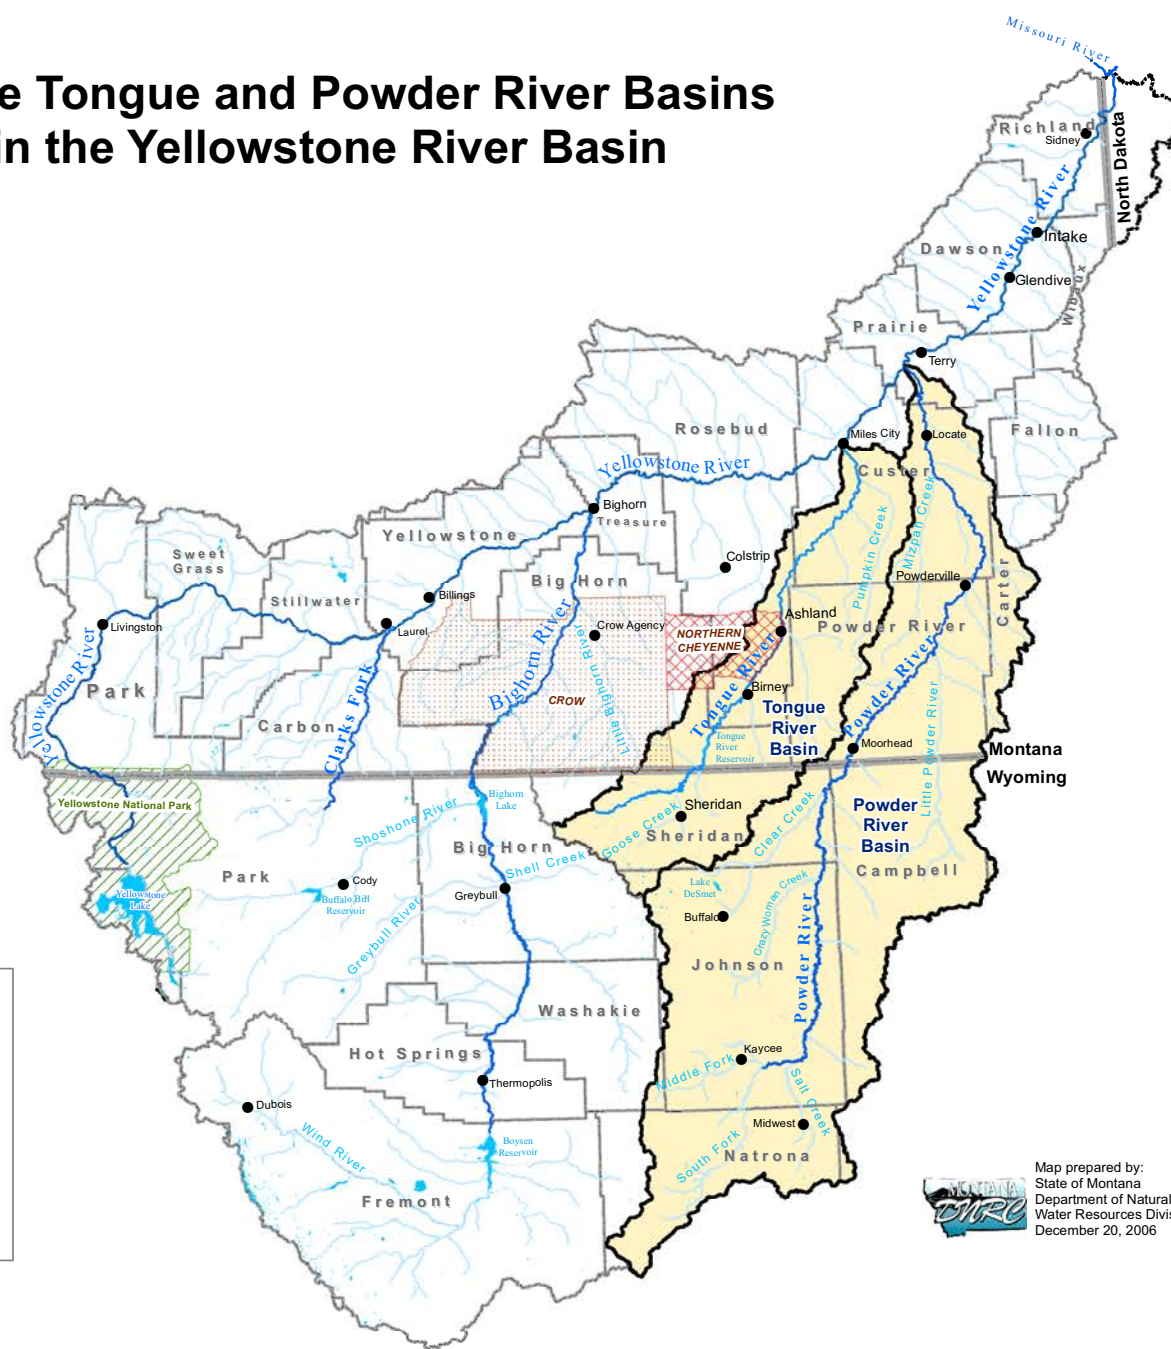 e Tongue and Powder River Basins
in the Yellowstone River Basin
Missouri River
Richland
Sidney
North Dakota
Yellowstone River
Intake
Dawson
Glendive
Wibaux
Prairie
Terry
Rosebud
Miles City
Locate
Fallon
Custer
Yellowstone River
Bighorn
Treasure
Yellowstone
Sweet
Grass
Stillwater
Big Horn
Colstrip
Pumpkin Creek
Mizpah Creek
Powderville
Carter
Billings
Livingston
Laurel
Crow Agency
NORTHERN
CHEYENNE
Ashland
Powder River
Yellowstone River
Park
Carbon
Clarks Fork
Bighorn River
Little Bighorn River
CROW
Tongue River
Birney
Tongue
River
Basin
Powder River
Little Powder River
Tongue
River
Reservoir
Moorhead
Montana
Wyoming
Yellowstone National Park
Bighorn
Lake
Shoshone River
Sheridan
Goose Creek
Sheridan
Clear Creek
Powder
River
Basin
Big Horn
Shell Creek
Campbell
Park
Cody
Buffalo Bill
Reservoir
Greybull
Yellowstone
Lake
Greybull River
Lake
DeSmet
Buffalo
Crazy Woman Creek
Powder River
Johnson
Washakie
Hot Springs
Kaycee
Middle Fork
Salt Creek
Thermopolis
Dubois
Wind River
Boysen
Reservoir
Midwest
South Fork
Natrona
Fremont
MONTANA
DNRC
Map prepared by:
State of Montana
Department of Natural
Water Resources Divis
December 20, 2006